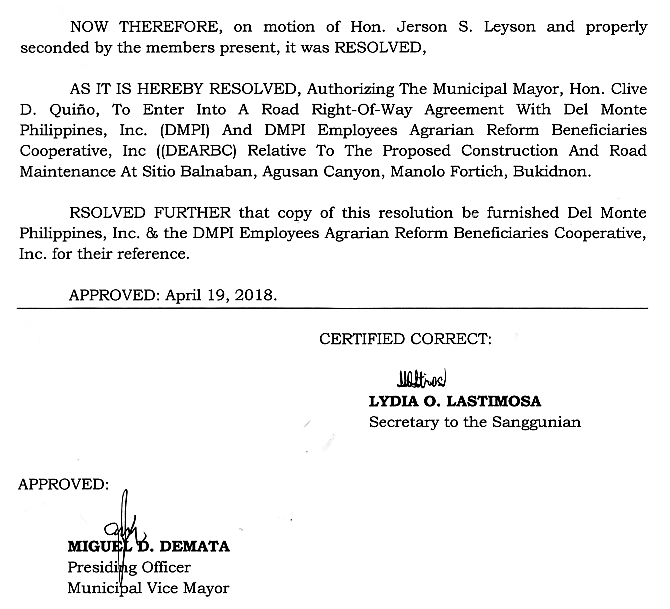 NOW THEREFORE, on motion of Hon. Jerson S. Leyson and properly
seconded by the members present, it was RESOLVED,
AS IT IS HEREBY RESOLVED, Authorizing The Municipal Mayor, Hon. Clive
D. Quiño, To Enter Into A Road Right-Of-Way Agreement With Del Monte
Philippines, Inc. (DMPI) And DMPI Employees Agrarian Reform Beneficiaries
Cooperative, Inc ((DEARBC) Relative To The Proposed Construction And Road
Maintenance At Sitio Balnaban, Agusan Canyon, Manolo Fortich, Bukidnon.
RSOLVED FURTHER that copy of this resolution be furnished Del Monte
Philippines, Inc. & the DMPI Employees Agrarian Reform Beneficiaries Cooperative,
Inc. for their reference.
APPROVED: April 19, 2018.
CERTIFIED CORRECT:
LYDIA O. LASTIMOSA
Secretary to the Sanggunian
APPROVED:
MIGUEL D. DEMATA
Presiding Officer
Municipal Vice Mayor